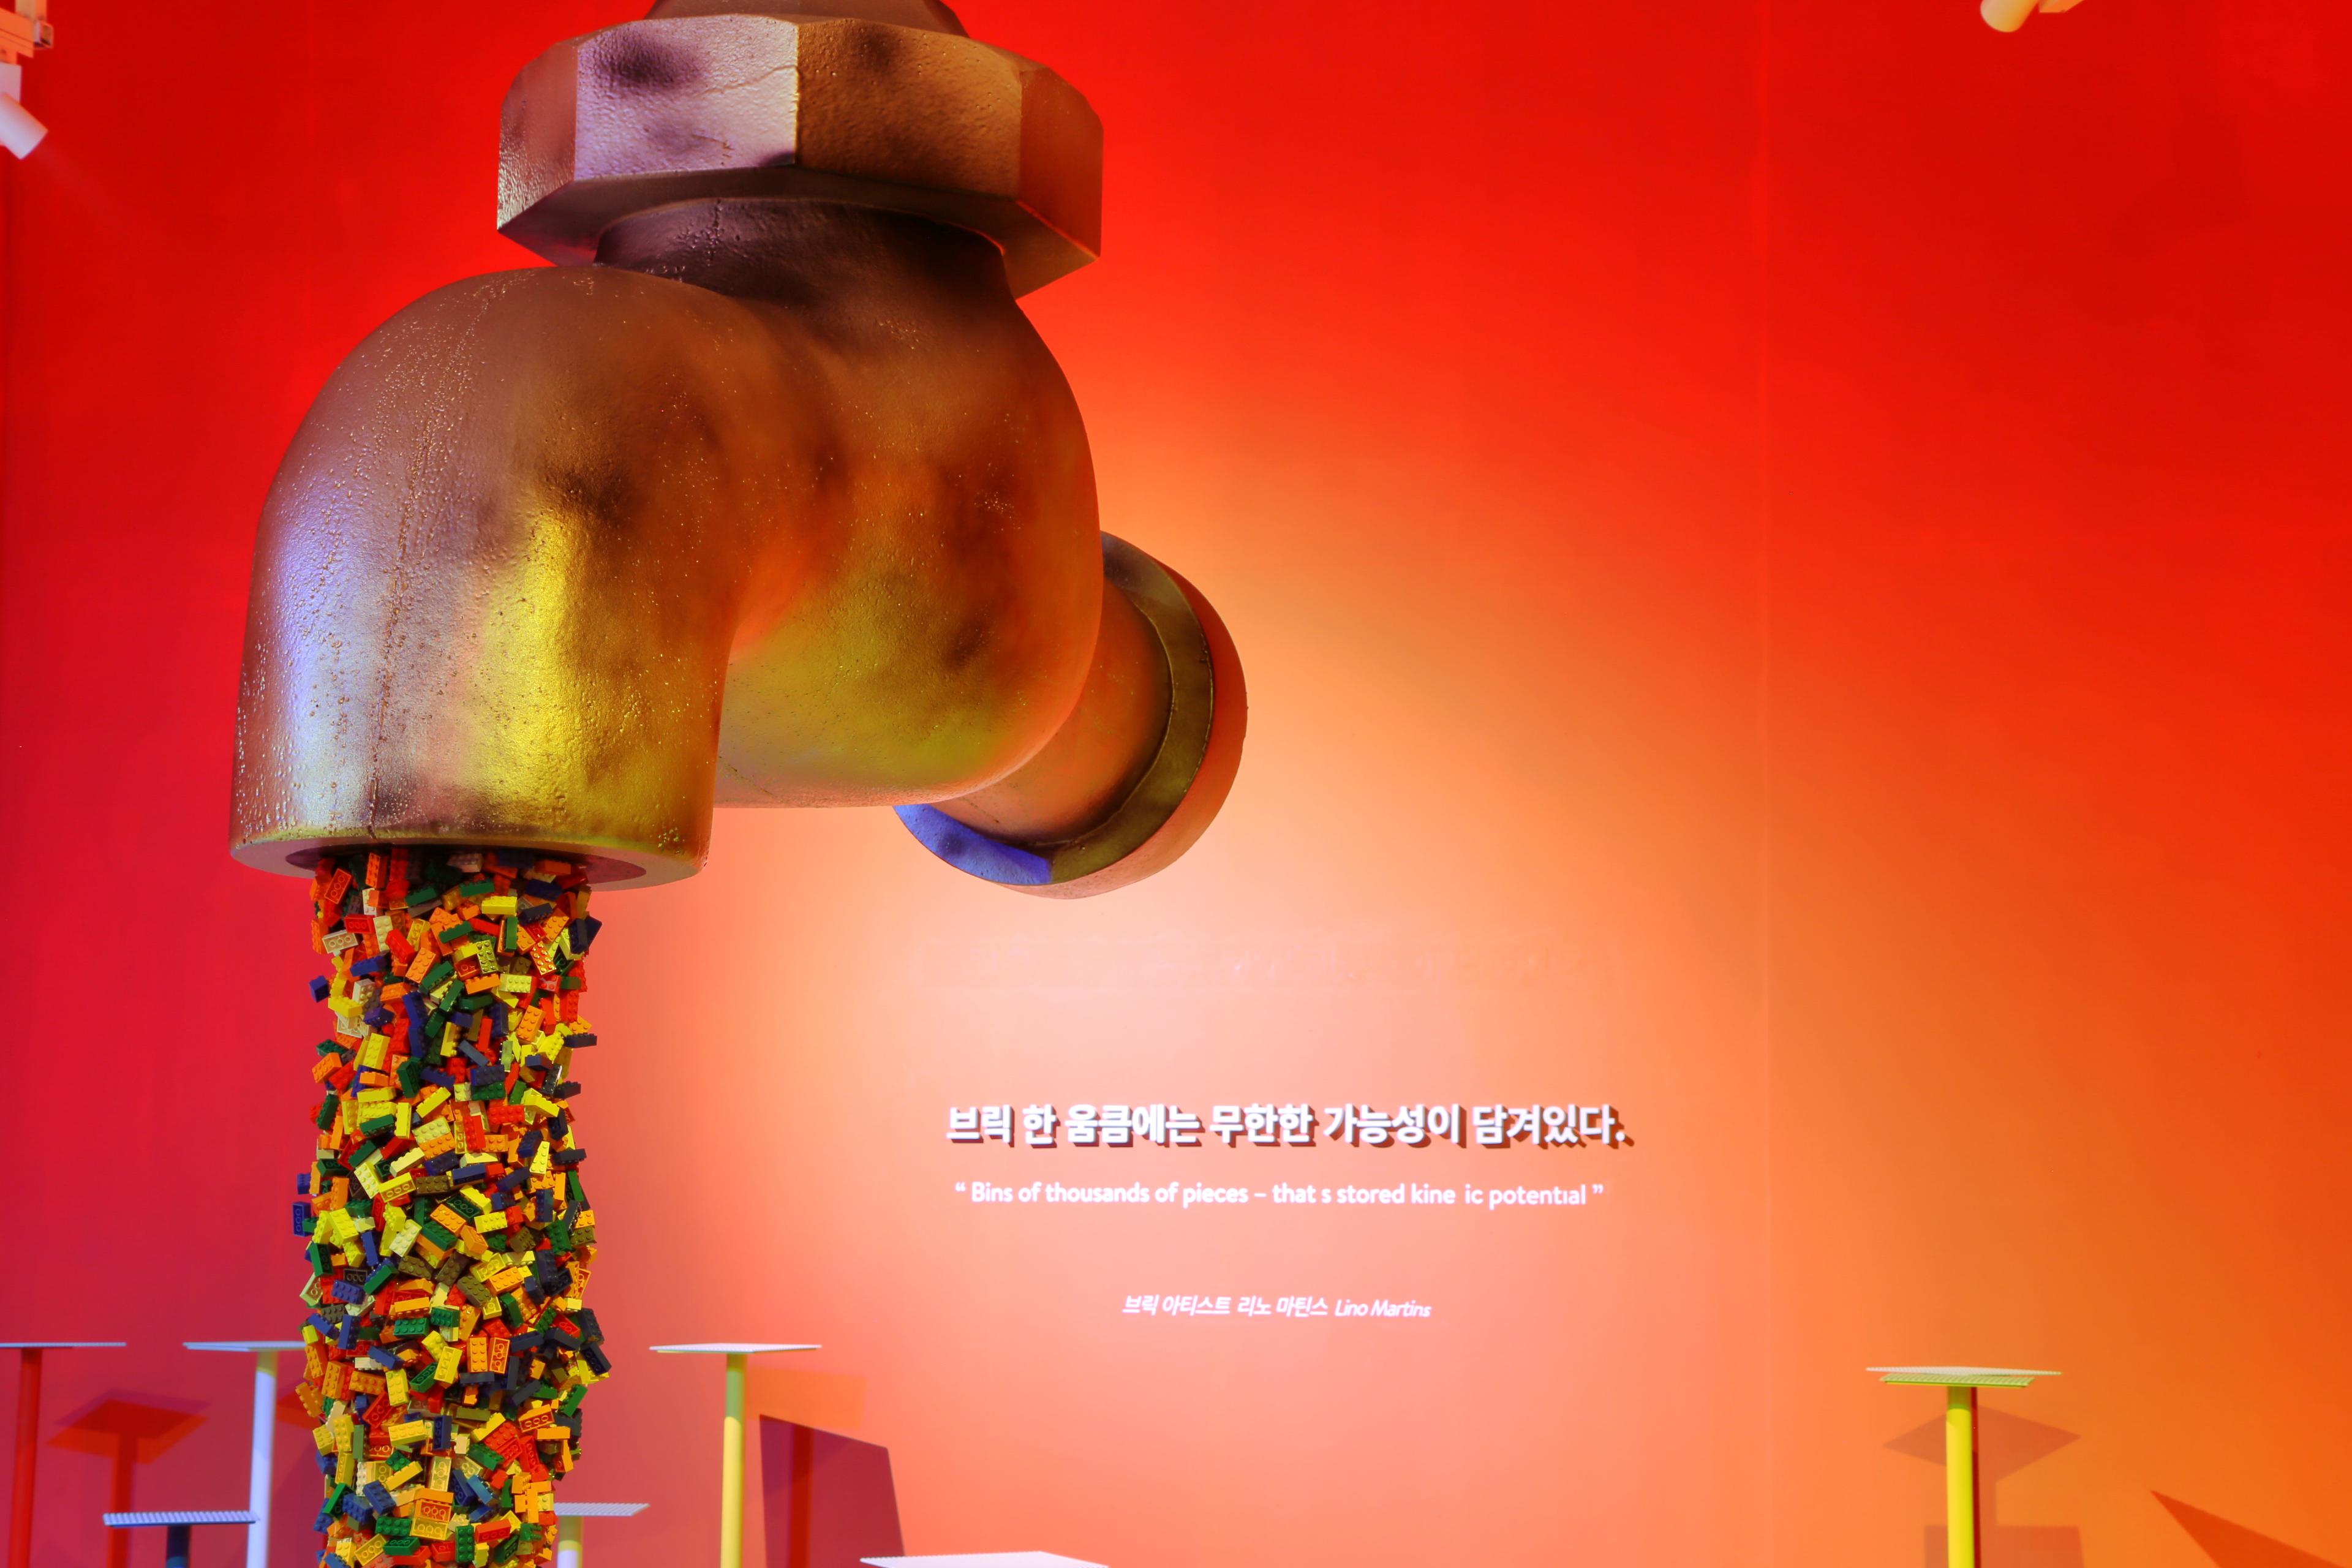 브릭 한 움큼에는 무한한 가능성이 담겨있다.
“ Bins of thousands of pieces – that s stored kine ic potential ”
브릭 아티스트 리노 마틴스 Lino Martins